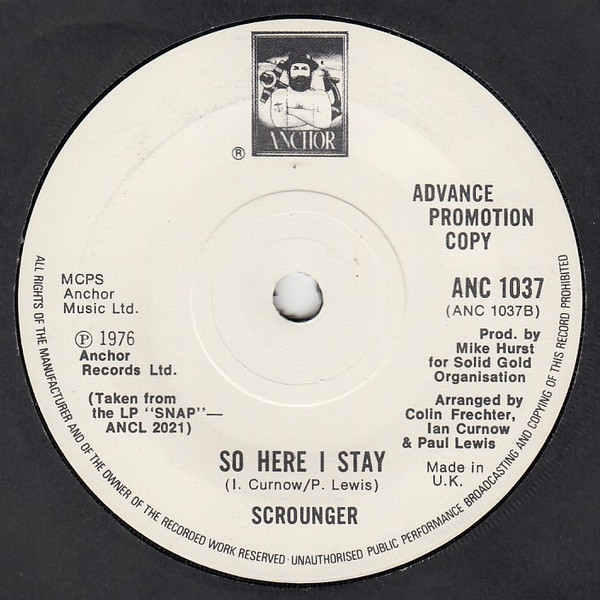 ANCHOR
®
ADVANCE
PROMOTION
COPY
MCPS
Anchor
Music Ltd.
ANC 1037
(ANC 1037B)
Ⓟ 1976
Anchor
Records Ltd.
Prod. by
Mike Hurst
for Solid Gold
Organisation
(Taken from
the LP "SNAP"—
ANCL 2021)
Arranged by
Colin Frechter,
Ian Curnow
& Paul Lewis
Made in
U.K.
SO HERE I STAY
(I. Curnow/P. Lewis)
SCROUNGER
ALL RIGHTS OF THE MANUFACTURER AND OF THE OWNER OF THE RECORDED WORK RESERVED · UNAUTHORISED PUBLIC PERFORMANCE BROADCASTING AND COPYING OF THIS RECORD PROHIBITED